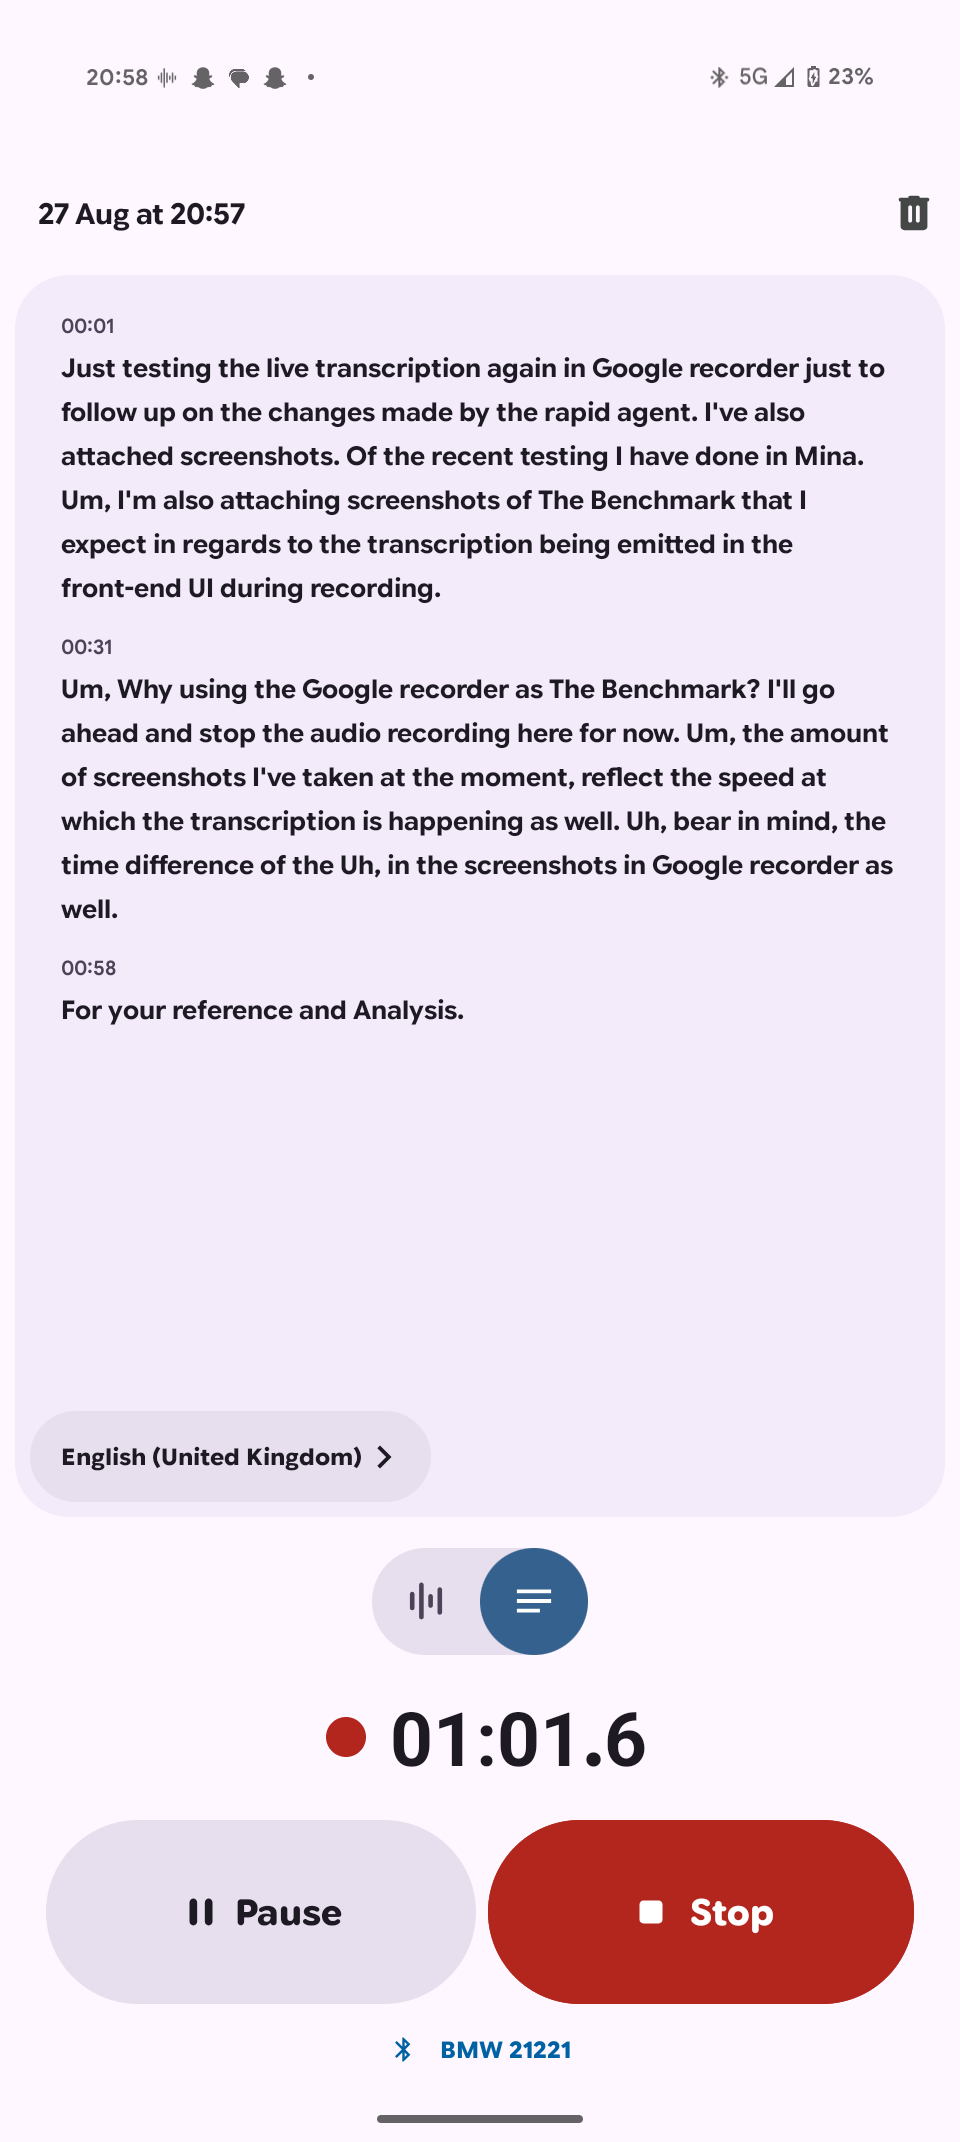 20:58
5G
23%
27 Aug at 20:57
00:01
Just testing the live transcription again in Google recorder just to
follow up on the changes made by the rapid agent. I've also
attached screenshots. Of the recent testing I have done in Mina.
Um, I'm also attaching screenshots of The Benchmark that I
expect in regards to the transcription being emitted in the
front-end UI during recording.
00:31
Um, Why using the Google recorder as The Benchmark? I'll go
ahead and stop the audio recording here for now. Um, the amount
of screenshots I've taken at the moment, reflect the speed at
which the transcription is happening as well. Uh, bear in mind, the
time difference of the Uh, in the screenshots in Google recorder as
well.
00:58
For your reference and Analysis.
English (United Kingdom)
01:01.6
Pause
Stop
BMW 21221